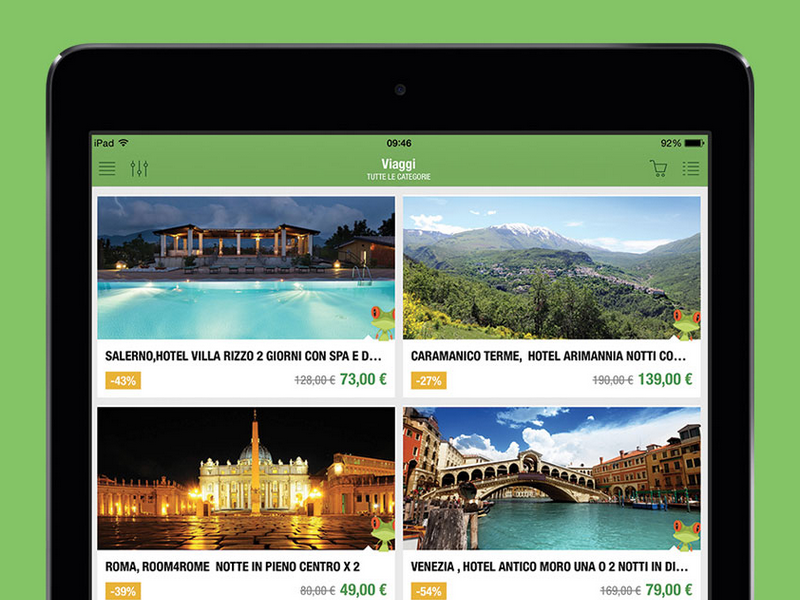 iPad 09:46 92%
Viaggi
TUTTE LE CATEGORIE
SALERNO,HOTEL VILLA RIZZO 2 GIORNI CON SPA E D...
-43% 128,00 € 73,00 €
CARAMANICO TERME, HOTEL ARIMANNIA NOTTI CO...
-27% 190,00 € 139,00 €
ROMA, ROOM4ROME NOTTE IN PIENO CENTRO X 2
-39% 80,00 € 49,00 €
VENEZIA , HOTEL ANTICO MORO UNA O 2 NOTTI IN DI...
-54% 169,00 € 79,00 €